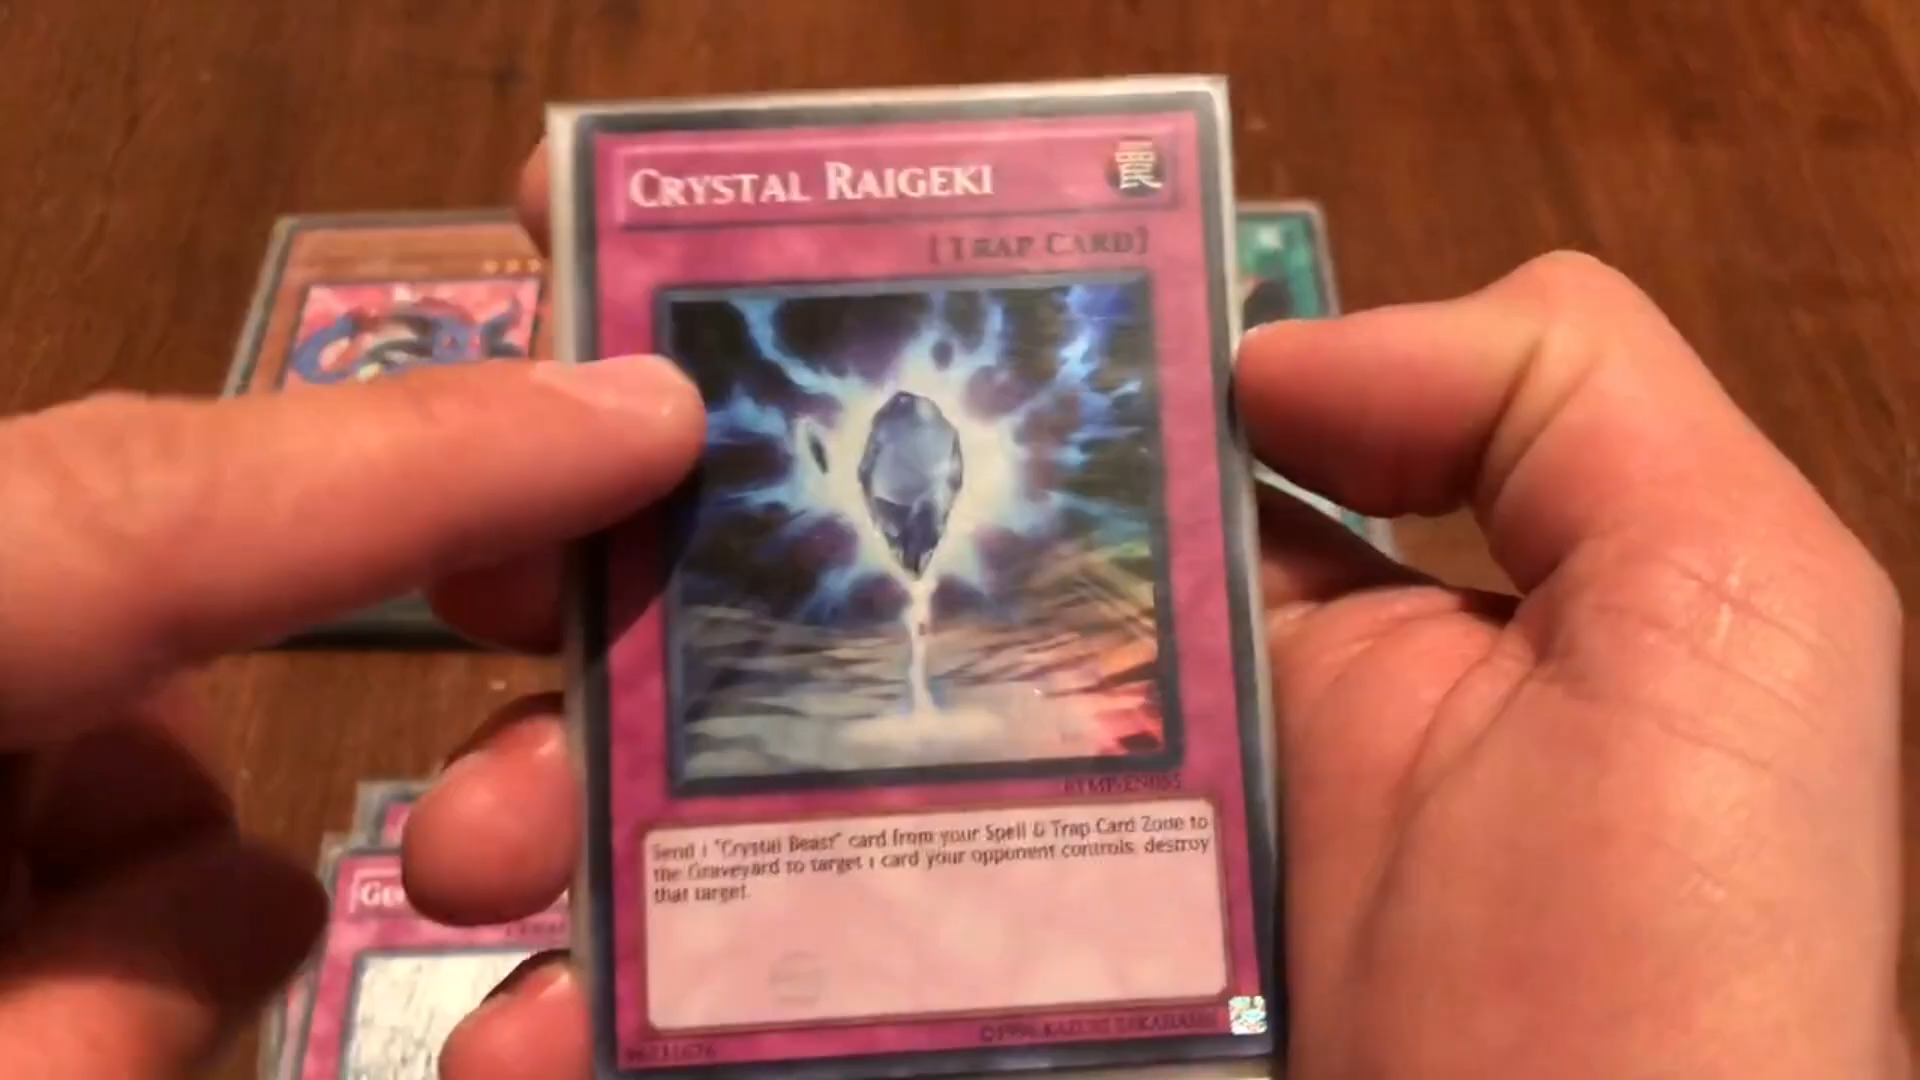 CRYSTAL RAIGEKI
[TRAP CARD]
Send 1 "Crystal Beast" card from your Spell & Trap Card Zone to
the Graveyard to target 1 card your opponent controls; destroy
that target.
©1996 KAZUKI TAKAHASHI